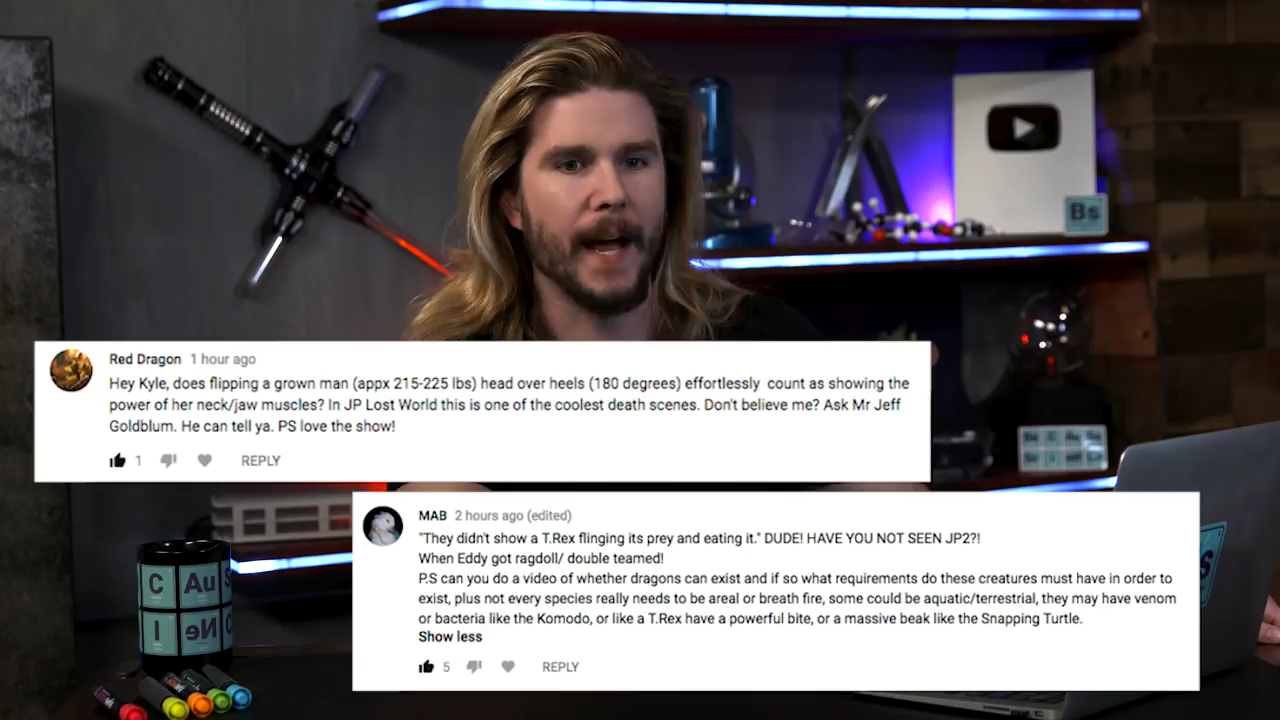 Bs
Red Dragon 1 hour ago
Hey Kyle, does flipping a grown man (appx 215-225 lbs) head over heels (180 degrees) effortlessly count as showing the
power of her neck/jaw muscles? In JP Lost World this is one of the coolest death scenes. Don't believe me? Ask Mr Jeff
Goldblum. He can tell ya. PS love the show!
1 REPLY
MAB 2 hours ago (edited)
"They didn't show a T.Rex flinging its prey and eating it." DUDE! HAVE YOU NOT SEEN JP2?!
When Eddy got ragdoll/ double teamed!
P.S can you do a video of whether dragons can exist and if so what requirements do these creatures must have in order to
exist, plus not every species really needs to be areal or breath fire, some could be aquatic/terrestrial, they may have venom
or bacteria like the Komodo, or like a T.Rex have a powerful bite, or a massive beak like the Snapping Turtle.
Show less
5 REPLY
C Au S
I Ne C